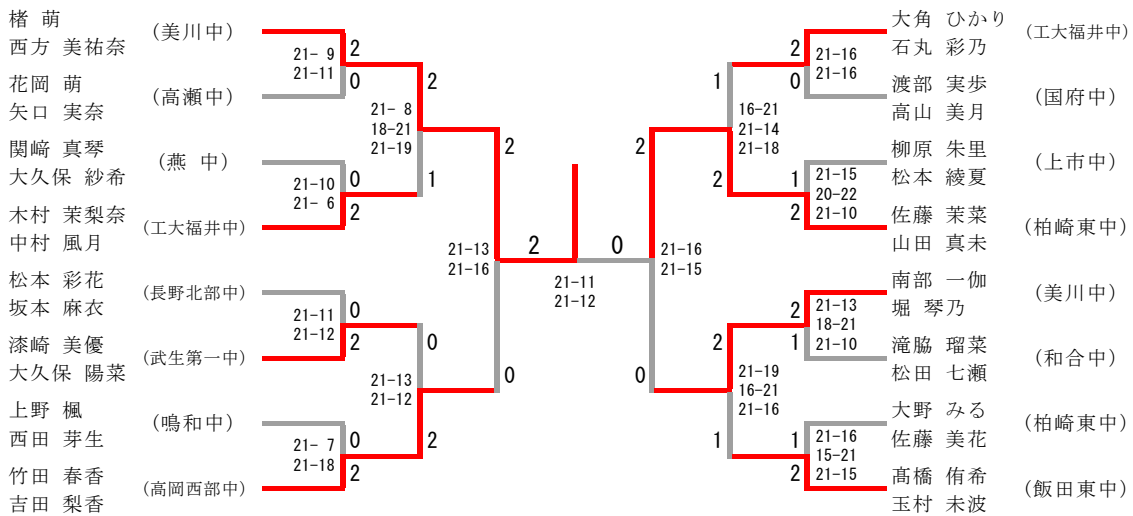 楮 萌
西方 美祐奈
(美川中)
花岡 萌
矢口 実奈
(高瀬中)
関﨑 真琴
大久保 紗希
(燕 中)
木村 茉梨奈
中村 風月
(工大福井中)
松本 彩花
坂本 麻衣
(長野北部中)
漆崎 美優
大久保 陽菜
(武生第一中)
上野 楓
西田 芽生
(鳴和中)
竹田 春香
吉田 梨香
(高岡西部中)
2
21- 9
21-11
0
0
21-10
21- 6
2
0
21-11
21-12
2
0
21- 7
21-18
2
2
21- 8
18-21
21-19
1
0
21-13
21-12
2
2
21-13
21-16
0
2
0
21-11
21-12
2
21-16
21-15
0
1
16-21
21-14
21-18
2
2
21-19
16-21
21-16
1
2
21-16
21-16
0
1
21-15
20-22
21-10
2
2
21-13
18-21
21-10
1
1
21-16
15-21
21-15
2
大角 ひかり
石丸 彩乃
(工大福井中)
渡部 実歩
高山 美月
(国府中)
柳原 朱里
松本 綾夏
(上市中)
佐藤 茉菜
山田 真未
(柏崎東中)
南部 一伽
堀 琴乃
(美川中)
滝脇 瑠菜
松田 七瀬
(和合中)
大野 みる
佐藤 美花
(柏崎東中)
髙橋 侑希
玉村 未波
(飯田東中)